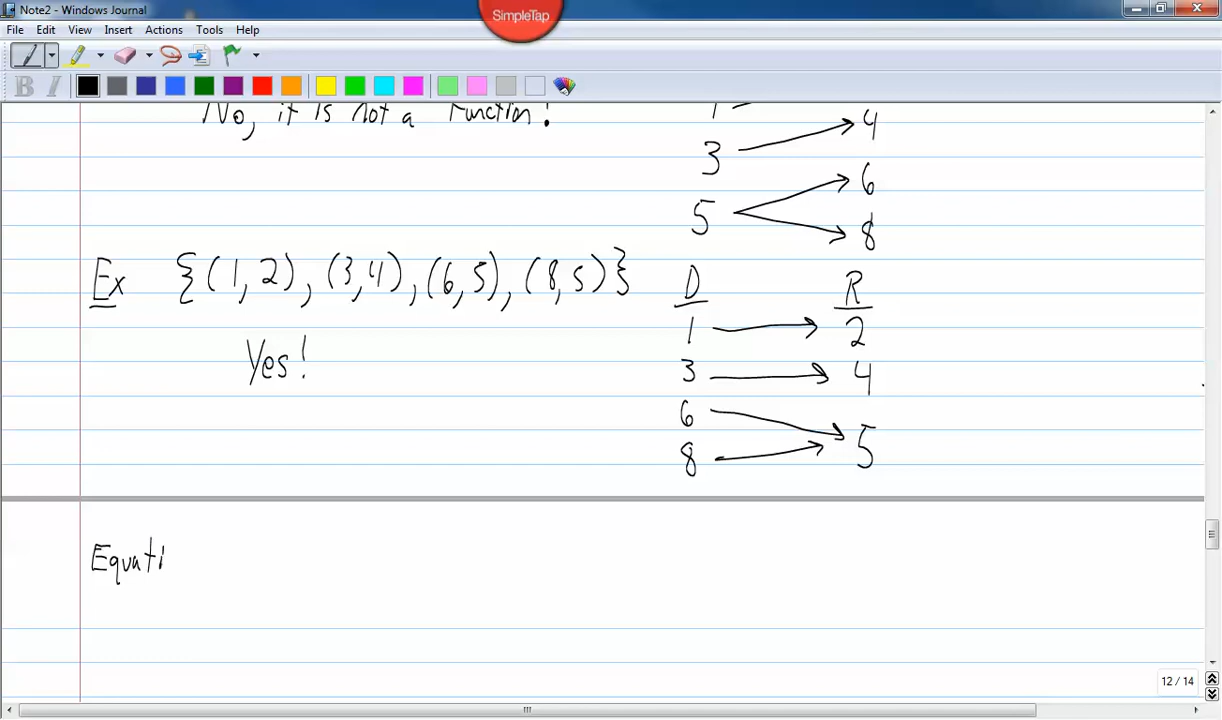 Note2 - Windows Journal
SimpleTap
File Edit View Insert Actions Tools Help
B I
No, it is not a function!
1
4
3
6
5
8
Ex {(1,2), (3,4), (6,5), (8,5)}
D R
1 2
Yes!
3 4
6
8 5
Equati
12 / 14